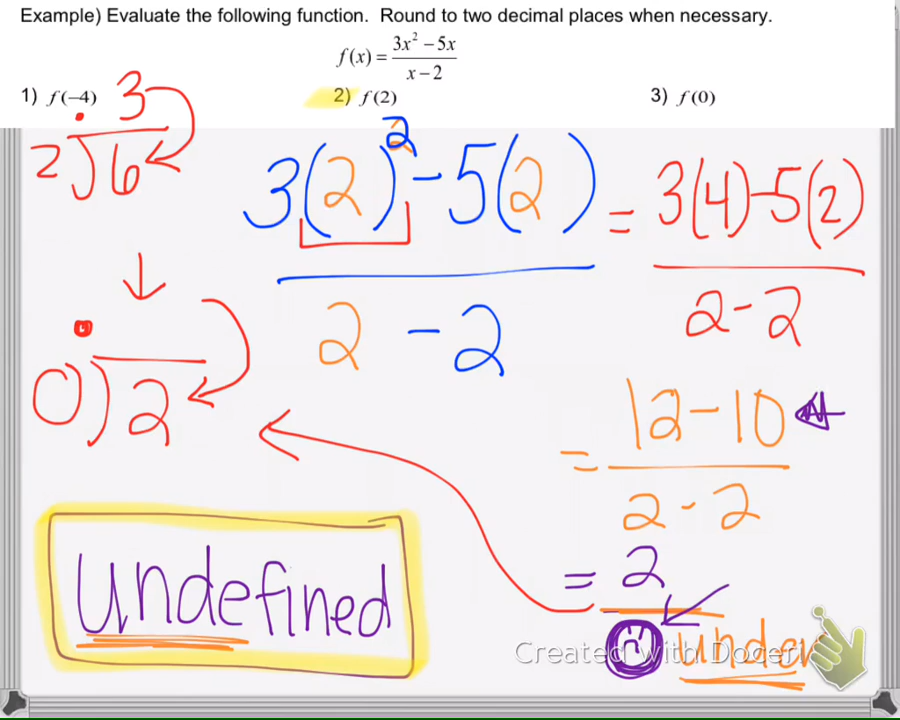 Example) Evaluate the following function. Round to two decimal places when necessary.
f(x) = (3x² – 5x)/(x – 2)
1) f(–4)
2) f(2)
3) f(0)
3
2)6
3(2)² - 5(2)
2 - 2
= 3(4)-5(2)
2-2
↓
0)2
= 12-10
2-2
= 2
under
undefined
Created with Doceri